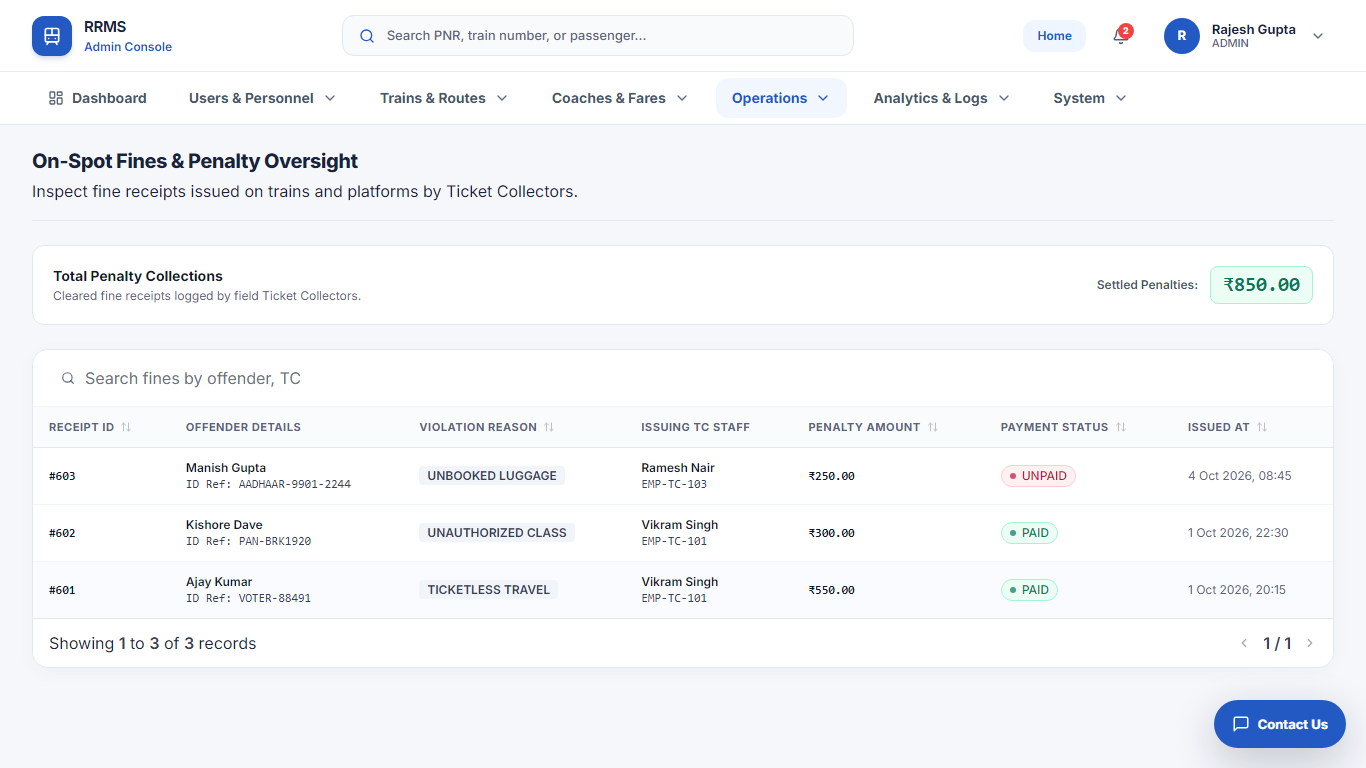 RRMS
Admin Console
Search PNR, train number, or passenger...
Home
2
R
Rajesh Gupta
ADMIN
Dashboard
Users & Personnel
Trains & Routes
Coaches & Fares
Operations
Analytics & Logs
System
On-Spot Fines & Penalty Oversight
Inspect fine receipts issued on trains and platforms by Ticket Collectors.
Total Penalty Collections
Cleared fine receipts logged by field Ticket Collectors.
Settled Penalties:
₹850.00
Search fines by offender, TC
RECEIPT ID OFFENDER DETAILS VIOLATION REASON ISSUING TC STAFF PENALTY AMOUNT PAYMENT STATUS ISSUED AT
#603
Manish Gupta
ID Ref: AADHAAR-9901-2244
UNBOOKED LUGGAGE
Ramesh Nair
EMP-TC-103
₹250.00
UNPAID
4 Oct 2026, 08:45
#602
Kishore Dave
ID Ref: PAN-BRK1920
UNAUTHORIZED CLASS
Vikram Singh
EMP-TC-101
₹300.00
PAID
1 Oct 2026, 22:30
#601
Ajay Kumar
ID Ref: VOTER-88491
TICKETLESS TRAVEL
Vikram Singh
EMP-TC-101
₹550.00
PAID
1 Oct 2026, 20:15
Showing 1 to 3 of 3 records
1 / 1
Contact Us